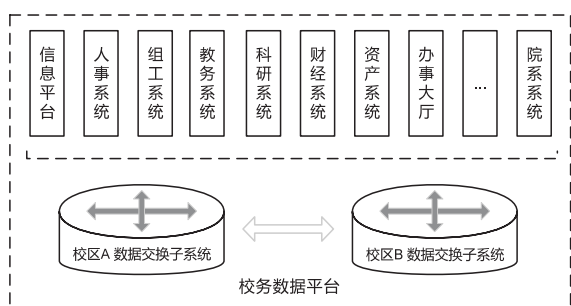 信息平台
人事系统
组工系统
教务系统
科研系统
财经系统
资产系统
办事大厅
...
院系系统
校区A 数据交换子系统
校区B 数据交换子系统
校务数据平台